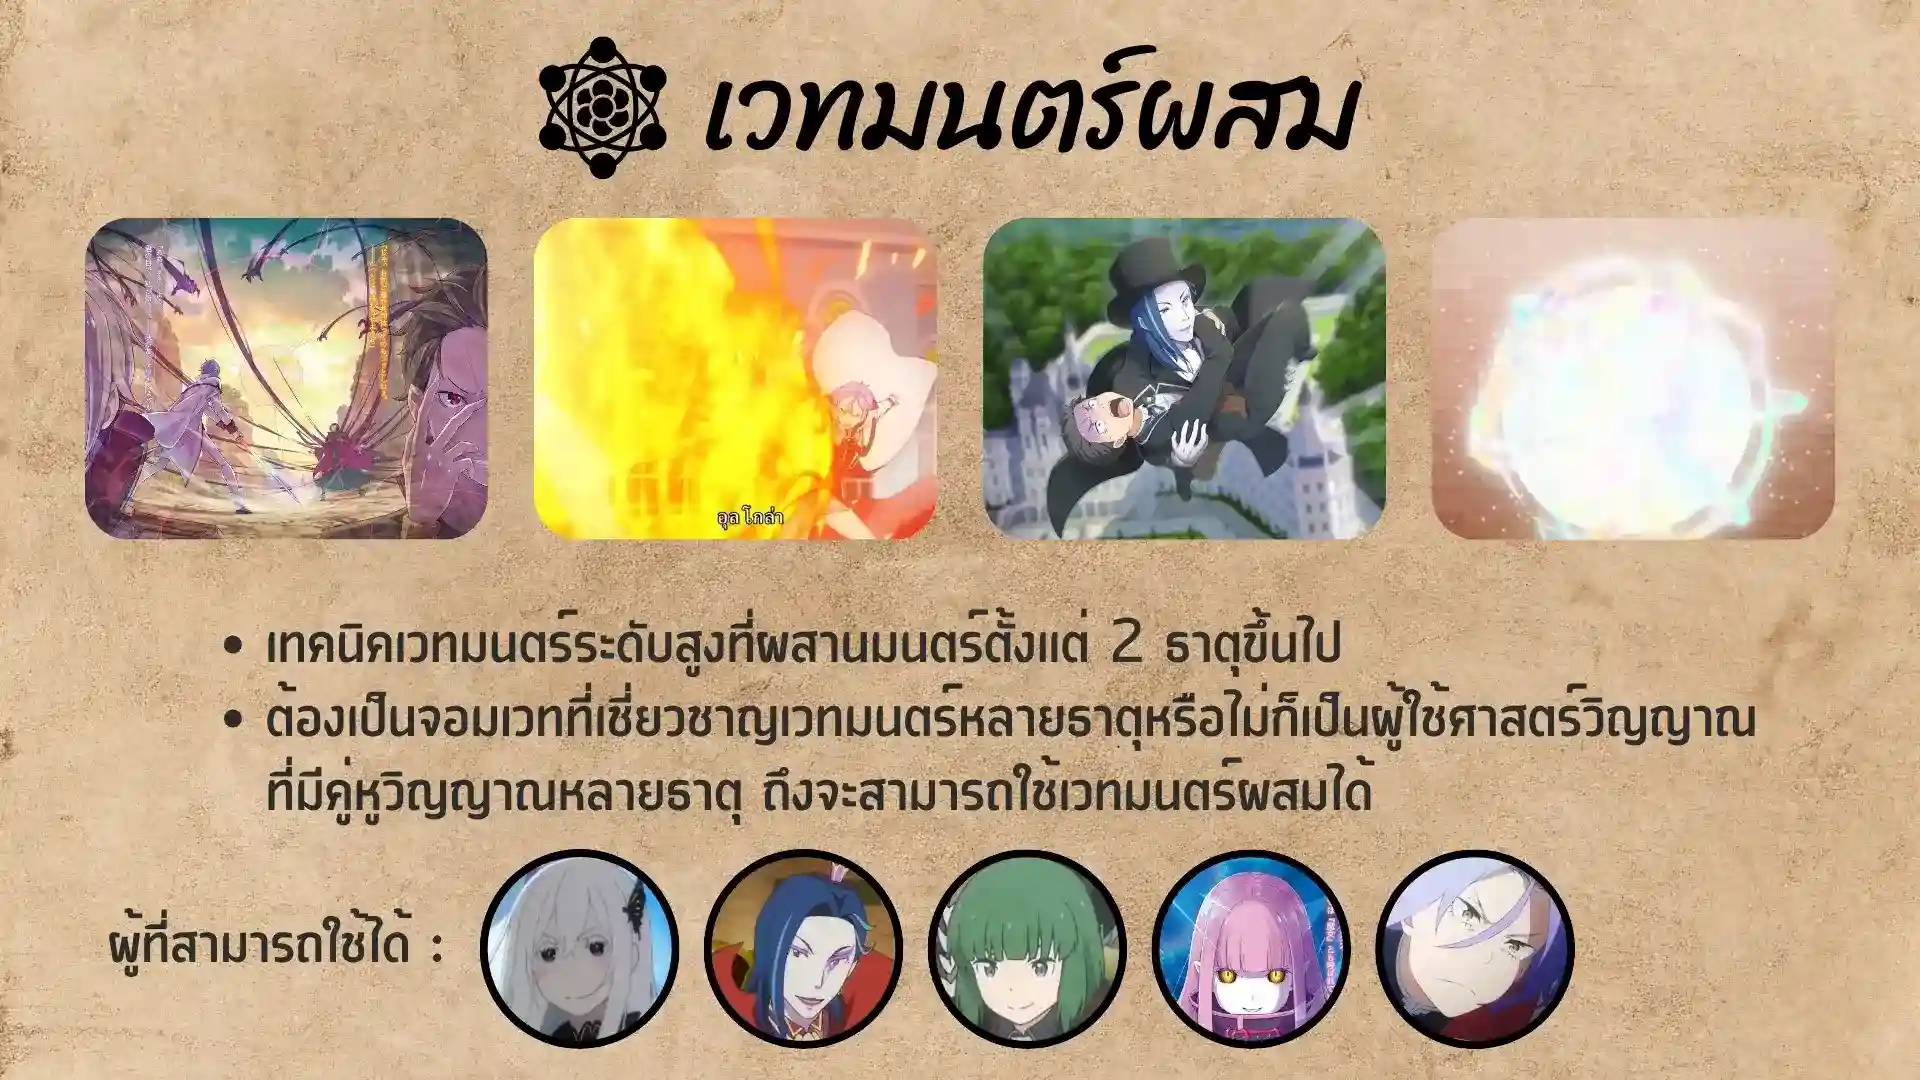 เวทมนตร์ผสม
อุล โกล่า
• เทคนิคเวทมนตร์ระดับสูงที่ผสานมนตร์ตั้งแต่ 2 ธาตุขึ้นไป
• ต้องเป็นจอมเวทที่เชี่ยวชาญเวทมนตร์หลายธาตุหรือไม่ก็เป็นผู้ใช้ศาสตร์วิญญาณ
ที่มีคู่หูวิญญาณหลายธาตุ ถึงจะสามารถใช้เวทมนตร์ผสมได้
ผู้ที่สามารถใช้ได้ :